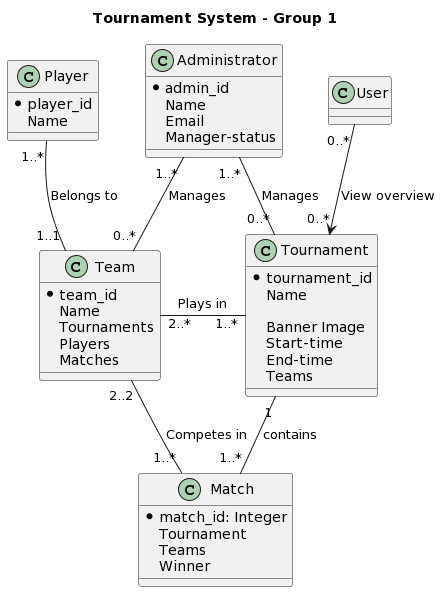 Tournament System - Group 1
C Player
player_id
Name
C Administrator
admin_id
Name
Email
Manager-status
C User
1..*
Belongs to
1..1
1..*
Manages
0..*
1..*
Manages
0..*
0..*
View overview
0..*
C Team
team_id
Name
Tournaments
Players
Matches
Plays in
2..*
1..*
C Tournament
tournament_id
Name
Banner Image
Start-time
End-time
Teams
2..2
Competes in
1..*
1
contains
1..*
C Match
match_id: Integer
Tournament
Teams
Winner